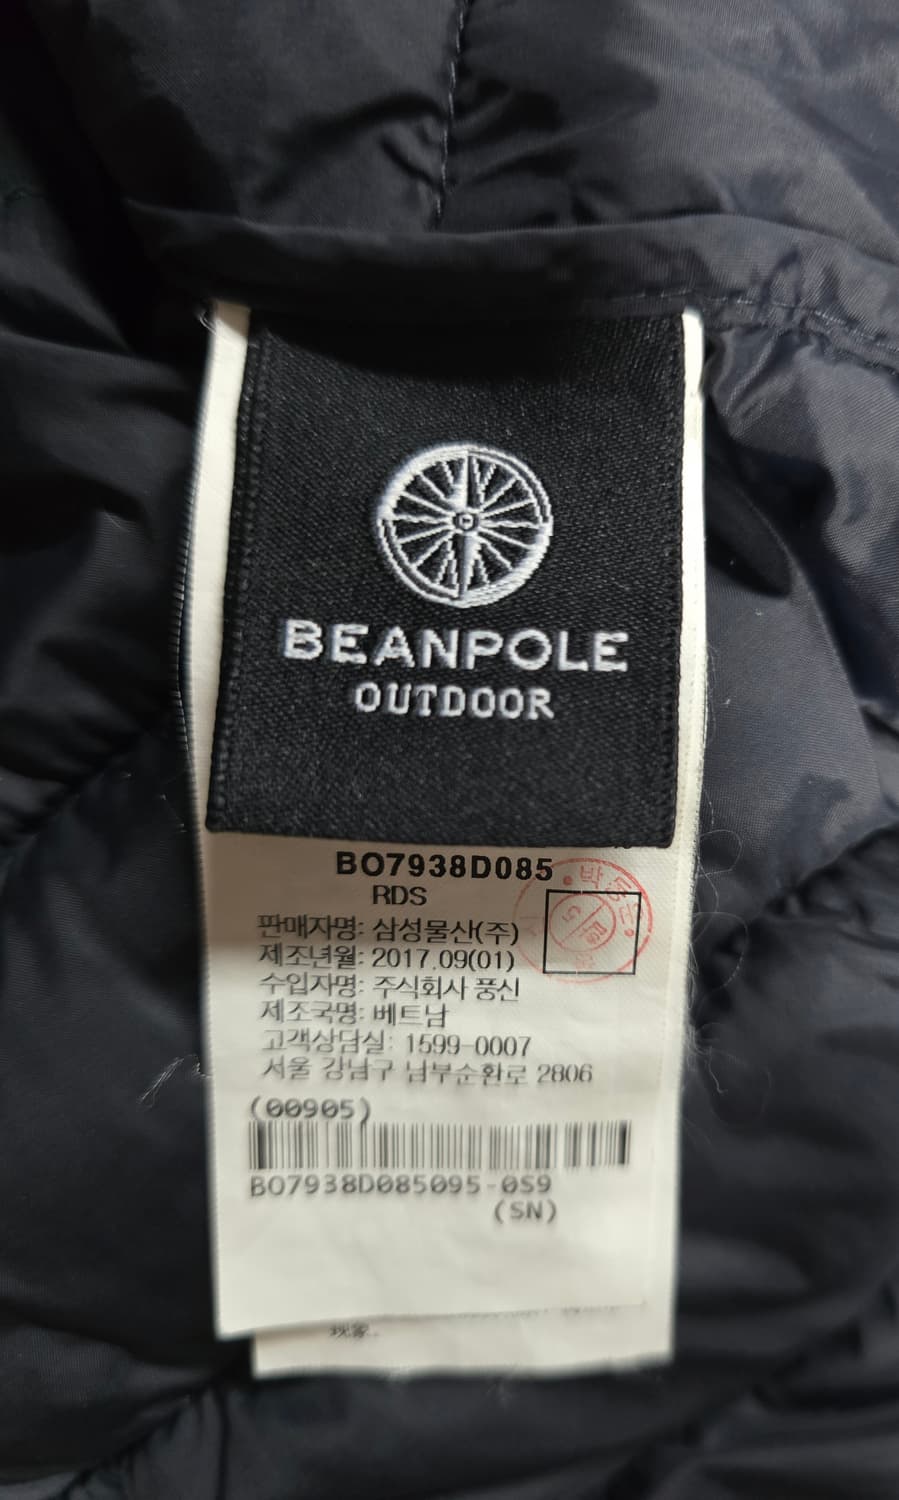 BEANPOLE
OUTDOOR
BO7938D085
RDS
판매자명: 삼성물산(주)
제조년월: 2017.09(01)
수입자명: 주식회사 풍신
제조국명: 베트남
고객상담실: 1599-0007
서울 강남구 남부순환로 2806
(00905)
BO7938D085095-0S9
(SN)
现象.